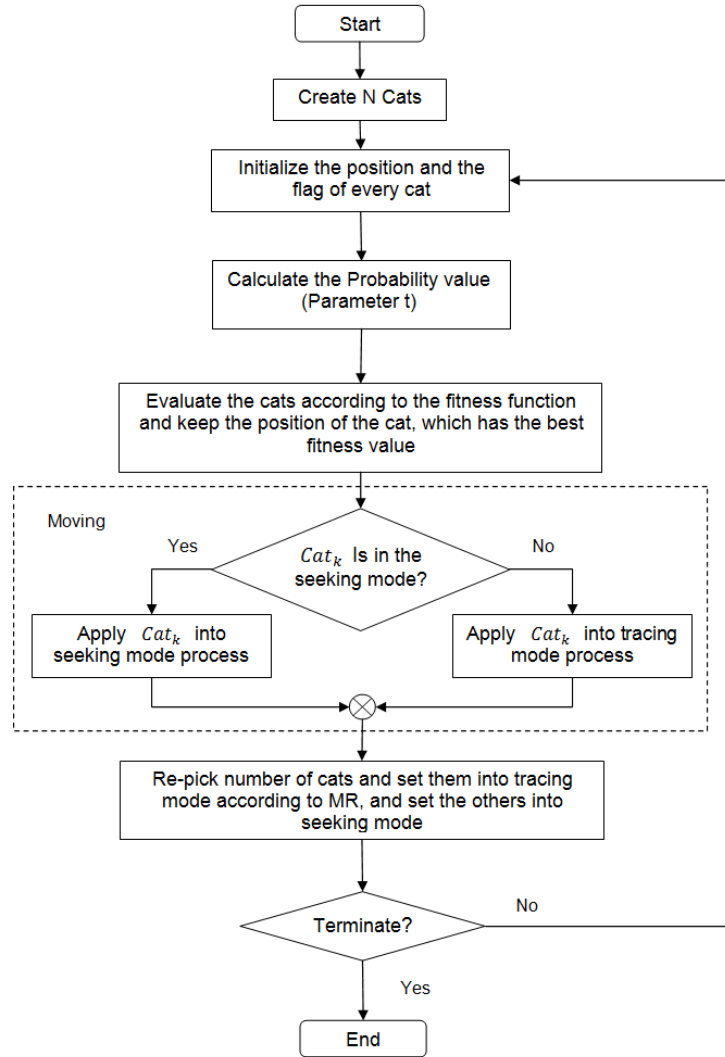 Start
Create N Cats
Initialize the position and the
flag of every cat
Calculate the Probability value
(Parameter t)
Evaluate the cats according to the fitness function
and keep the position of the cat, which has the best
fitness value
Moving
Yes
Cat_k Is in the
seeking mode?
No
Apply Cat_k into
seeking mode process
Apply Cat_k into tracing
mode process
Re-pick number of cats and set them into tracing
mode according to MR, and set the others into
seeking mode
Terminate?
No
Yes
End